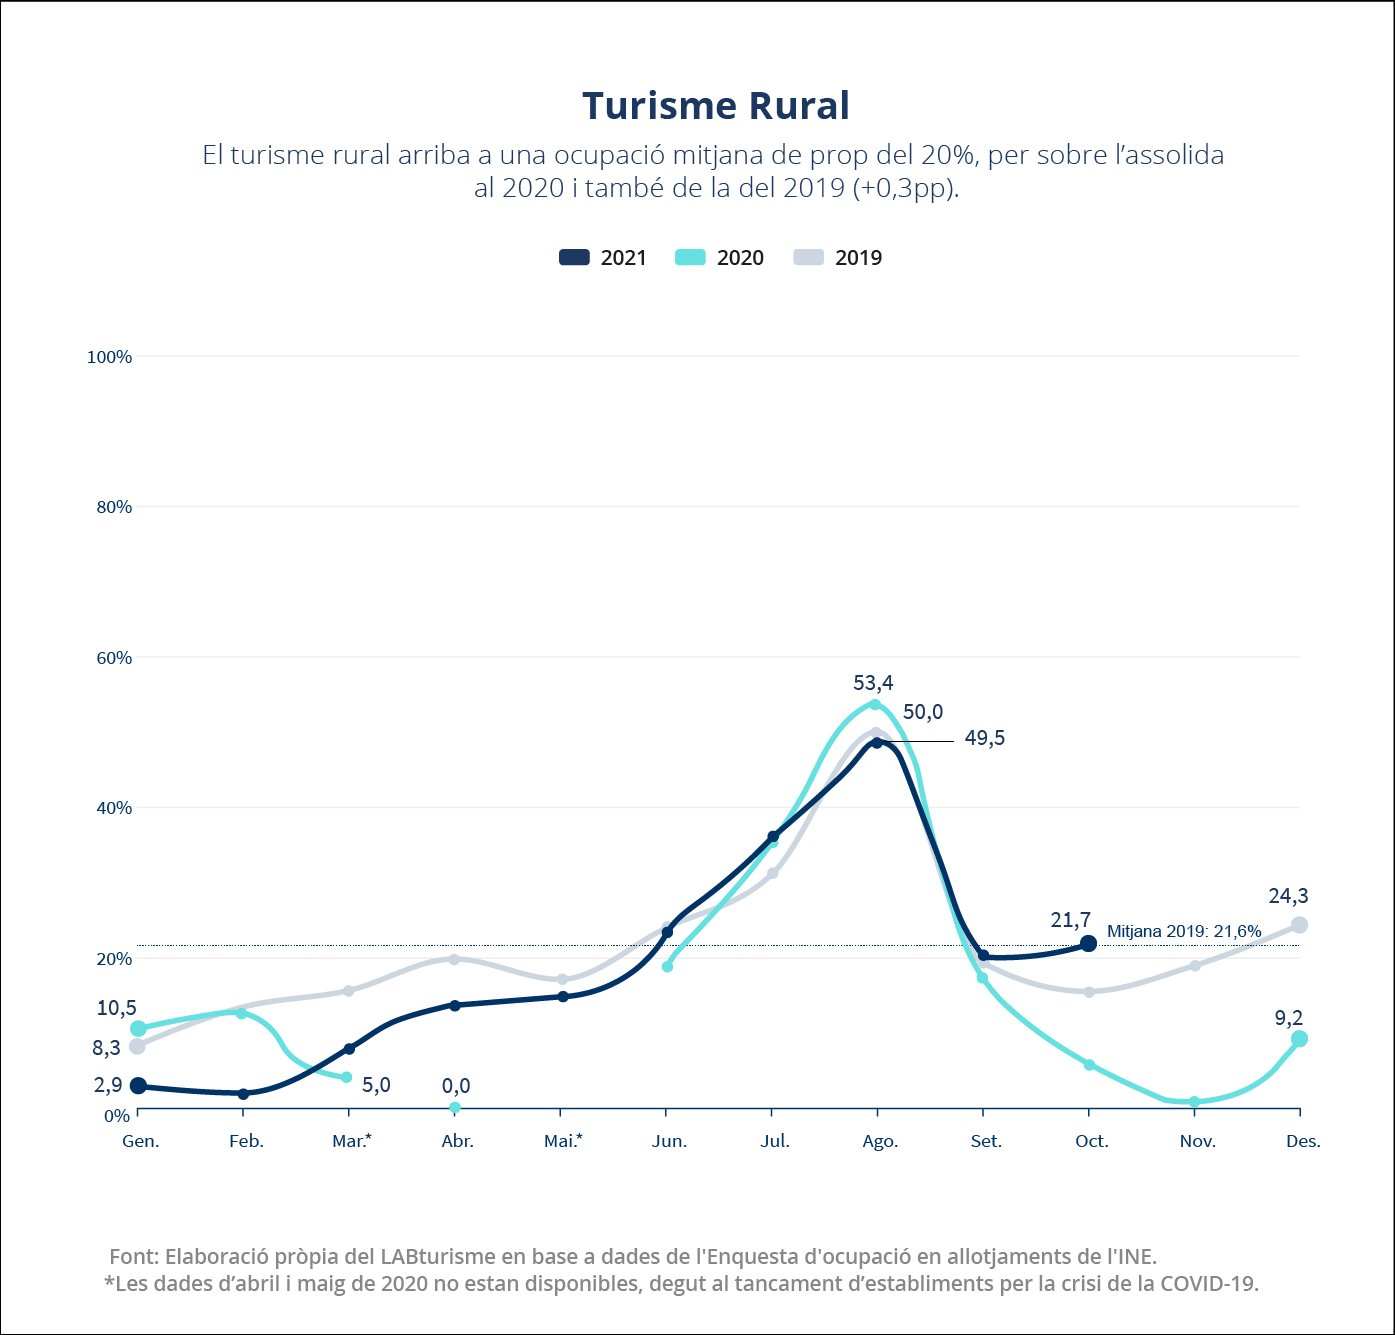 Turisme Rural
El turisme rural arriba a una ocupació mitjana de prop del 20%, per sobre l’assolida
al 2020 i també de la del 2019 (+0,3pp).
2021 2020 2019
100%
80%
60%
53,4
50,0
49,5
40%
24,3
21,7
Mitjana 2019: 21,6%
20%
10,5
9,2
8,3
2,9
5,0
0,0
0%
Gen. Feb. Mar.* Abr. Mai.* Jun. Jul. Ago. Set. Oct. Nov. Des.
Font: Elaboració pròpia del LABturisme en base a dades de l'Enquesta d'ocupació en allotjaments de l'INE.
*Les dades d’abril i maig de 2020 no estan disponibles, degut al tancament d’establiments per la crisi de la COVID-19.